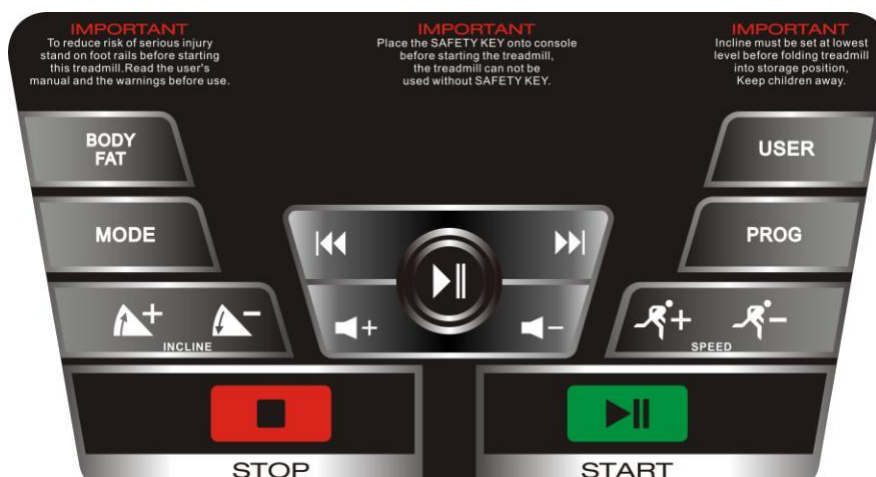 IMPORTANT
To reduce risk of serious injury
stand on foot rails before starting
this treadmill.Read the user's
manual and the warnings before use.
IMPORTANT
Place the SAFETY KEY onto console
before starting the treadmill,
the treadmill can not be
used without SAFETY KEY.
IMPORTANT
Incline must be set at lowest
level before folding treadmill
into storage position,
Keep children away.
BODY
FAT
USER
MODE
PROG
INCLINE
SPEED
STOP
START